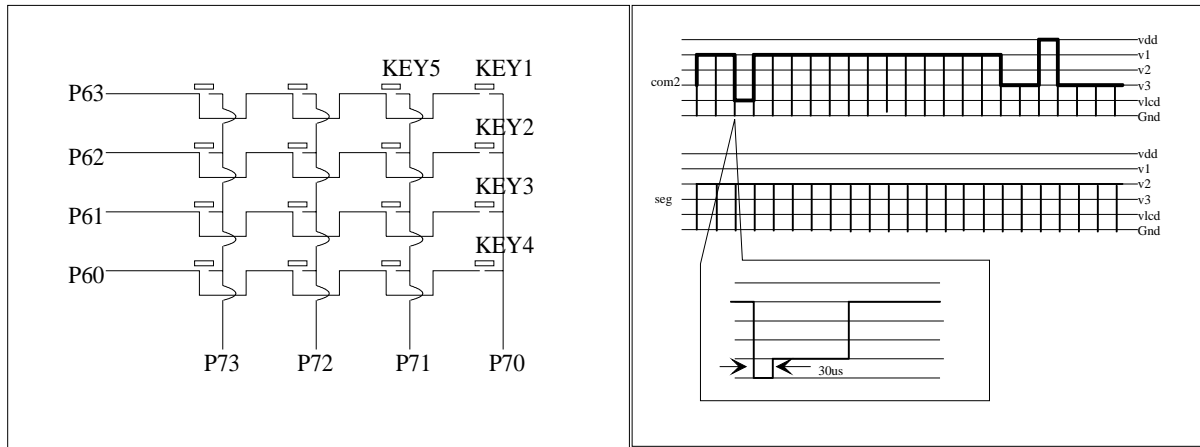 KEY5 KEY1
P63
KEY2
P62
KEY3
P61
KEY4
P60
P73 P72 P71 P70
vdd
v1
v2
com2
v3
vlcd
Gnd
vdd
v1
v2
seg
v3
vlcd
Gnd
30us